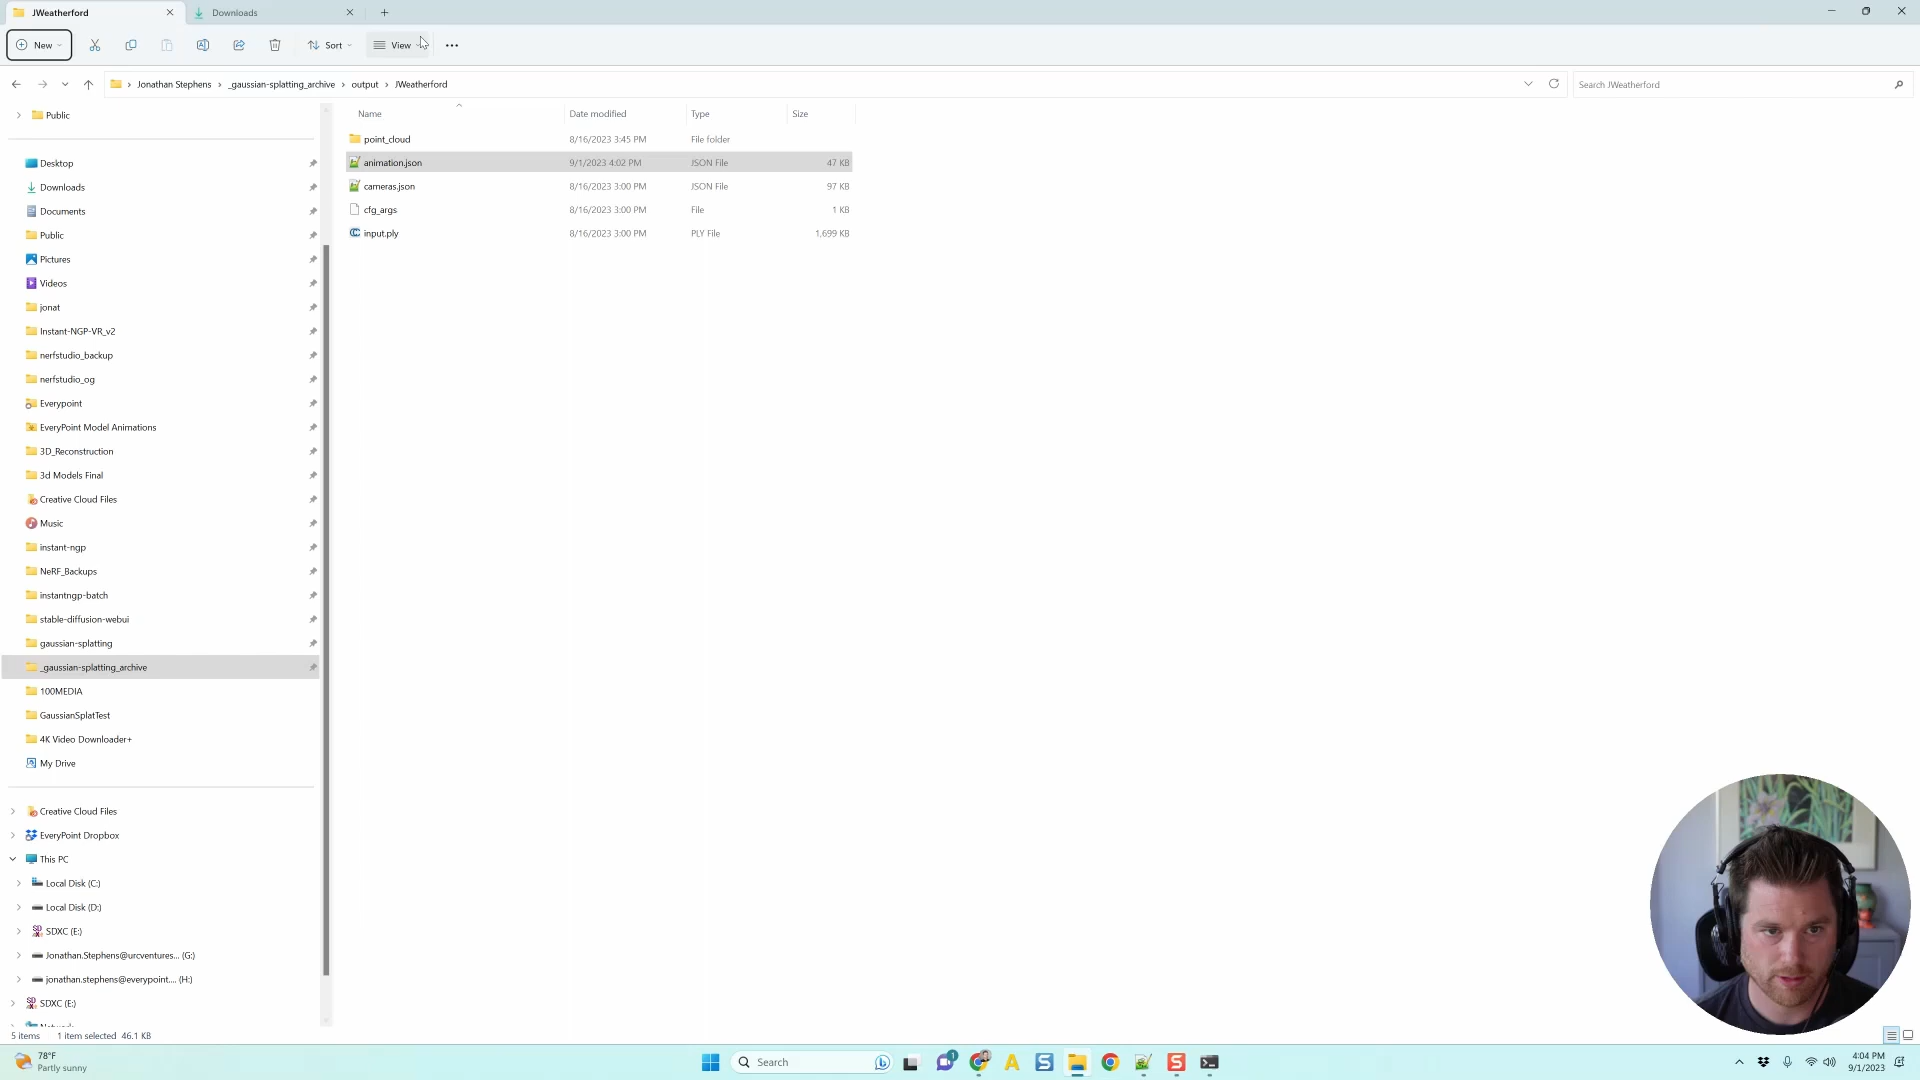 JWeatherford
Downloads
New
Sort
View
Jonathan Stephens > _gaussian-splatting_archive > output > JWeatherford
Search JWeatherford
Name Date modified Type Size
point_cloud 8/16/2023 3:45 PM File folder
animation.json 9/1/2023 4:02 PM JSON File 47 KB
cameras.json 8/16/2023 3:00 PM JSON File 97 KB
cfg_args 8/16/2023 3:00 PM File 1 KB
input.ply 8/16/2023 3:00 PM PLY File 1,699 KB
Public
Desktop
Downloads
Documents
Public
Pictures
Videos
jonat
Instant-NGP-VR_v2
nerfstudio_backup
nerfstudio_og
Everypoint
EveryPoint Model Animations
3D_Reconstruction
3d Models Final
Creative Cloud Files
Music
instant-ngp
NeRF_Backups
instantngp-batch
stable-diffusion-webui
gaussian-splatting
_gaussian-splatting_archive
100MEDIA
GaussianSplatTest
4K Video Downloader+
My Drive
Creative Cloud Files
EveryPoint Dropbox
This PC
Local Disk (C:)
Local Disk (D:)
SDXC (E:)
Jonathan.Stephens@urcventures... (G:)
jonathan.stephens@everypoint.... (H:)
SDXC (E:)
5 items 1 item selected 46.1 KB
78°F
Partly sunny
Search
1
4:04 PM
9/1/2023